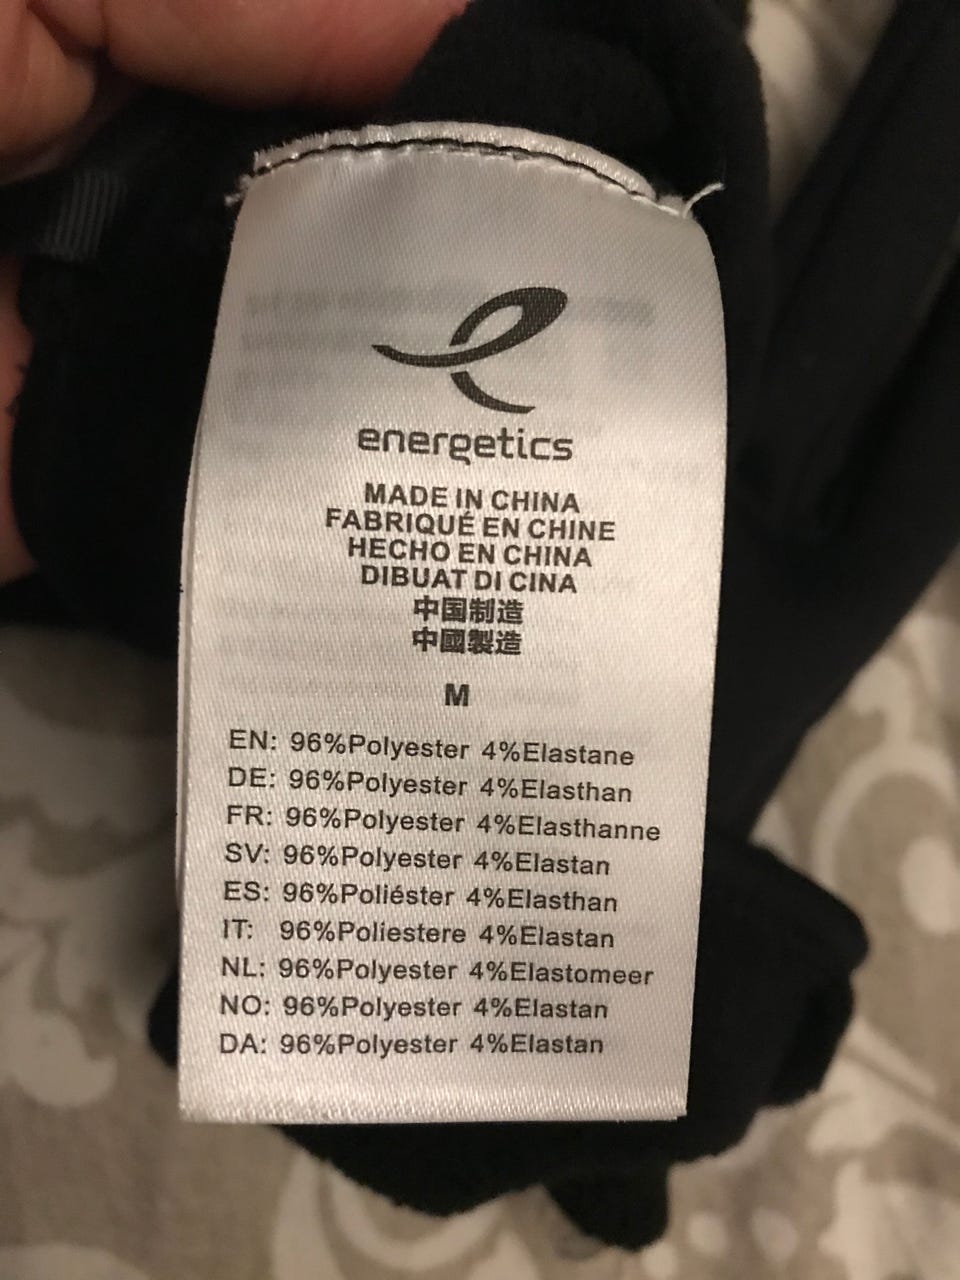 energetics
MADE IN CHINA
FABRIQUÉ EN CHINE
HECHO EN CHINA
DIBUAT DI CINA
中国制造
中國製造
M
EN: 96%Polyester 4%Elastane
DE: 96%Polyester 4%Elasthan
FR: 96%Polyester 4%Elasthanne
SV: 96%Polyester 4%Elastan
ES: 96%Poliéster 4%Elasthan
IT: 96%Poliestere 4%Elastan
NL: 96%Polyester 4%Elastomeer
NO: 96%Polyester 4%Elastan
DA: 96%Polyester 4%Elastan